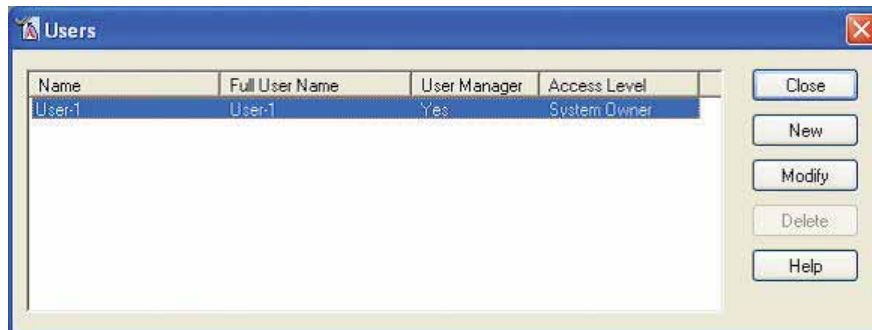 Users
Name Full User Name User Manager Access Level
User-1 User-1 Yes System Owner
Close
New
Modify
Delete
Help